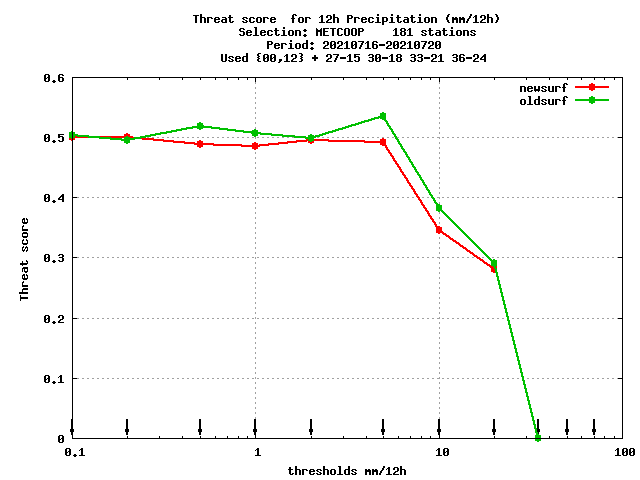 Threat score  for 12h Precipitation (mm/12h)
Selection: METCOOP    181 stations
Period: 20210716-20210720
Used {00,12} + 27-15 30-18 33-21 36-24
newsurf
oldsurf
Threat score
0.6
0.5
0.4
0.3
0.2
0.1
0
0.1 1 10 100
thresholds mm/12h